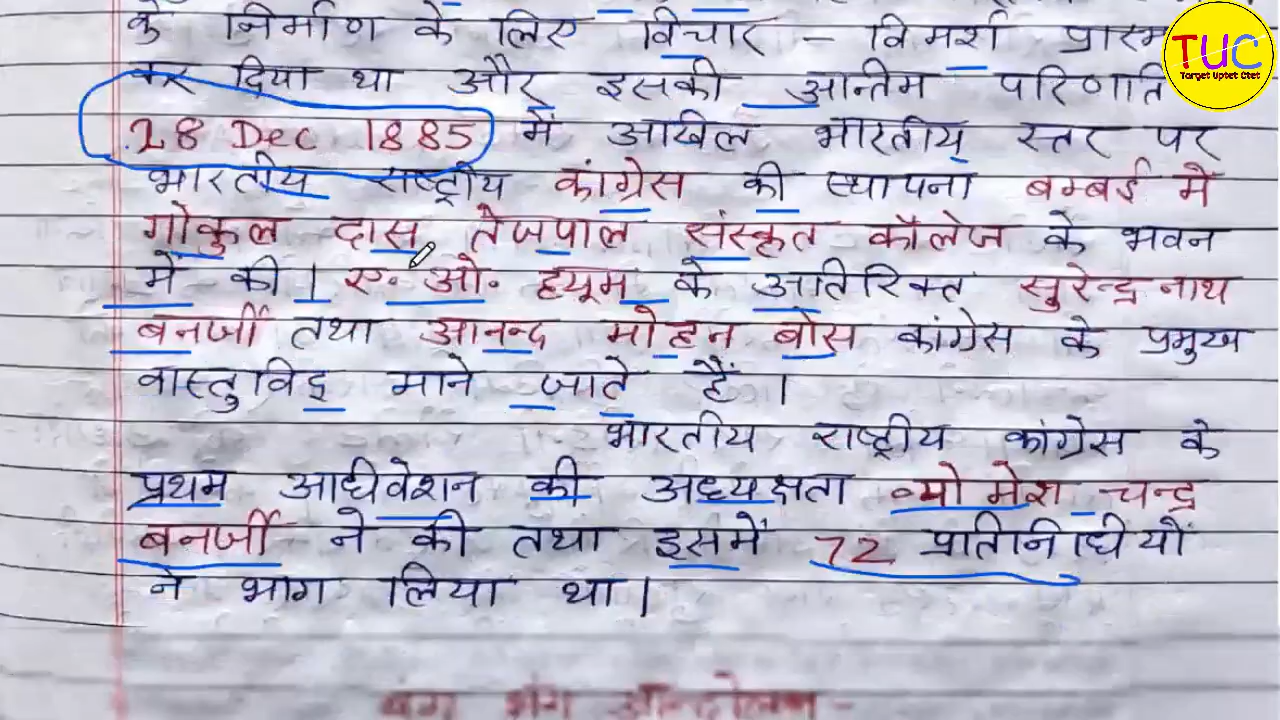 के निर्माण के लिए विचार - विमर्श प्रारम्भ
कर दिया था और इसकी अन्तिम परिणति
28 Dec 1885 में अखिल भारतीय स्तर पर
भारतीय राष्ट्रीय कांग्रेस की स्थापना बम्बई में
गोकुल दास तेजपाल संस्कृत कॉलेज के भवन
में की। ए. ओ. ह्यूम के अतिरिक्त सुरेन्द्रनाथ
बनर्जी तथा आनन्द मोहन बोस कांग्रेस के प्रमुख
वास्तुविद माने जाते हैं।
भारतीय राष्ट्रीय कांग्रेस के
प्रथम अधिवेशन की अध्यक्षता व्योमेश चन्द्र
बनर्जी ने की तथा इसमें 72 प्रतिनिधियों
ने भाग लिया था।
बंग भंग आन्दोलन -
TUC
Target Uptet Ctet